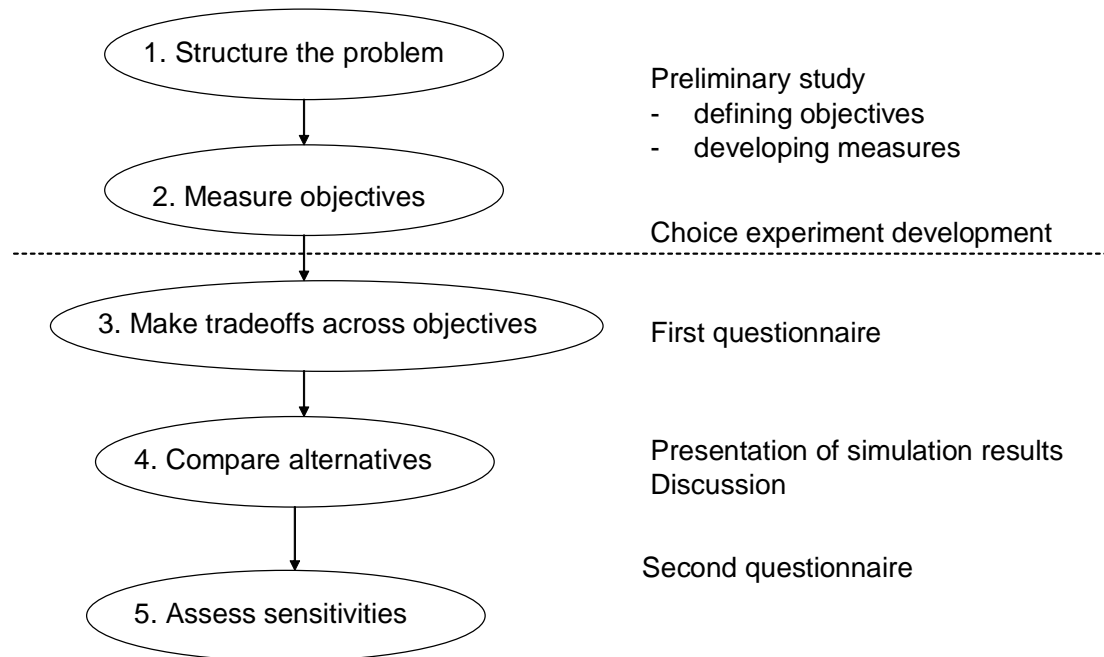 1. Structure the problem
Preliminary study
- defining objectives
- developing measures
2. Measure objectives
Choice experiment development
3. Make tradeoffs across objectives
First questionnaire
4. Compare alternatives
Presentation of simulation results
Discussion
Second questionnaire
5. Assess sensitivities